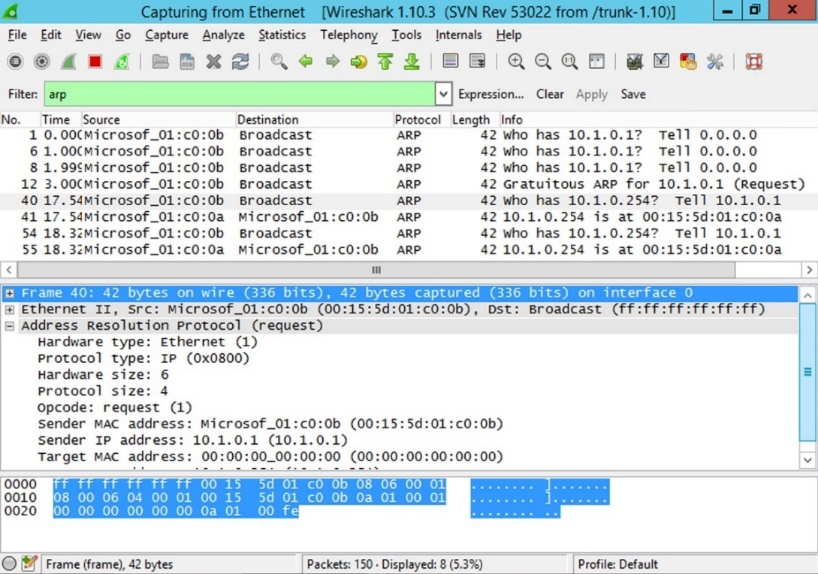 Capturing from Ethernet [Wireshark 1.10.3 (SVN Rev 53022 from /trunk-1.10)]
File Edit View Go Capture Analyze Statistics Telephony Tools Internals Help
Filter: arp Expression... Clear Apply Save
No. Time Source Destination Protocol Length Info
1 0.000 Microsof_01:c0:0b Broadcast ARP 42 Who has 10.1.0.1? Tell 0.0.0.0
6 1.000 Microsof_01:c0:0b Broadcast ARP 42 Who has 10.1.0.1? Tell 0.0.0.0
8 1.999 Microsof_01:c0:0b Broadcast ARP 42 Who has 10.1.0.1? Tell 0.0.0.0
12 3.000 Microsof_01:c0:0b Broadcast ARP 42 Gratuitous ARP for 10.1.0.1 (Request)
40 17.54 Microsof_01:c0:0b Broadcast ARP 42 Who has 10.1.0.254? Tell 10.1.0.1
41 17.54 Microsof_01:c0:0a Microsof_01:c0:0b ARP 42 10.1.0.254 is at 00:15:5d:01:c0:0a
54 18.32 Microsof_01:c0:0b Broadcast ARP 42 Who has 10.1.0.254? Tell 10.1.0.1
55 18.32 Microsof_01:c0:0a Microsof_01:c0:0b ARP 42 10.1.0.254 is at 00:15:5d:01:c0:0a
Frame 40: 42 bytes on wire (336 bits), 42 bytes captured (336 bits) on interface 0
Ethernet II, Src: Microsof_01:c0:0b (00:15:5d:01:c0:0b), Dst: Broadcast (ff:ff:ff:ff:ff:ff)
Address Resolution Protocol (request)
Hardware type: Ethernet (1)
Protocol type: IP (0x0800)
Hardware size: 6
Protocol size: 4
Opcode: request (1)
Sender MAC address: Microsof_01:c0:0b (00:15:5d:01:c0:0b)
Sender IP address: 10.1.0.1 (10.1.0.1)
Target MAC address: 00:00:00_00:00:00 (00:00:00:00:00:00)
0000 ff ff ff ff ff ff 00 15 5d 01 c0 0b 08 06 00 01 ........ ].......
0010 08 00 06 04 00 01 00 15 5d 01 c0 0b 0a 01 00 01 ........ ].......
0020 00 00 00 00 00 00 0a 01 00 fe ........ ..
Frame (frame), 42 bytes Packets: 150 · Displayed: 8 (5.3%) Profile: Default